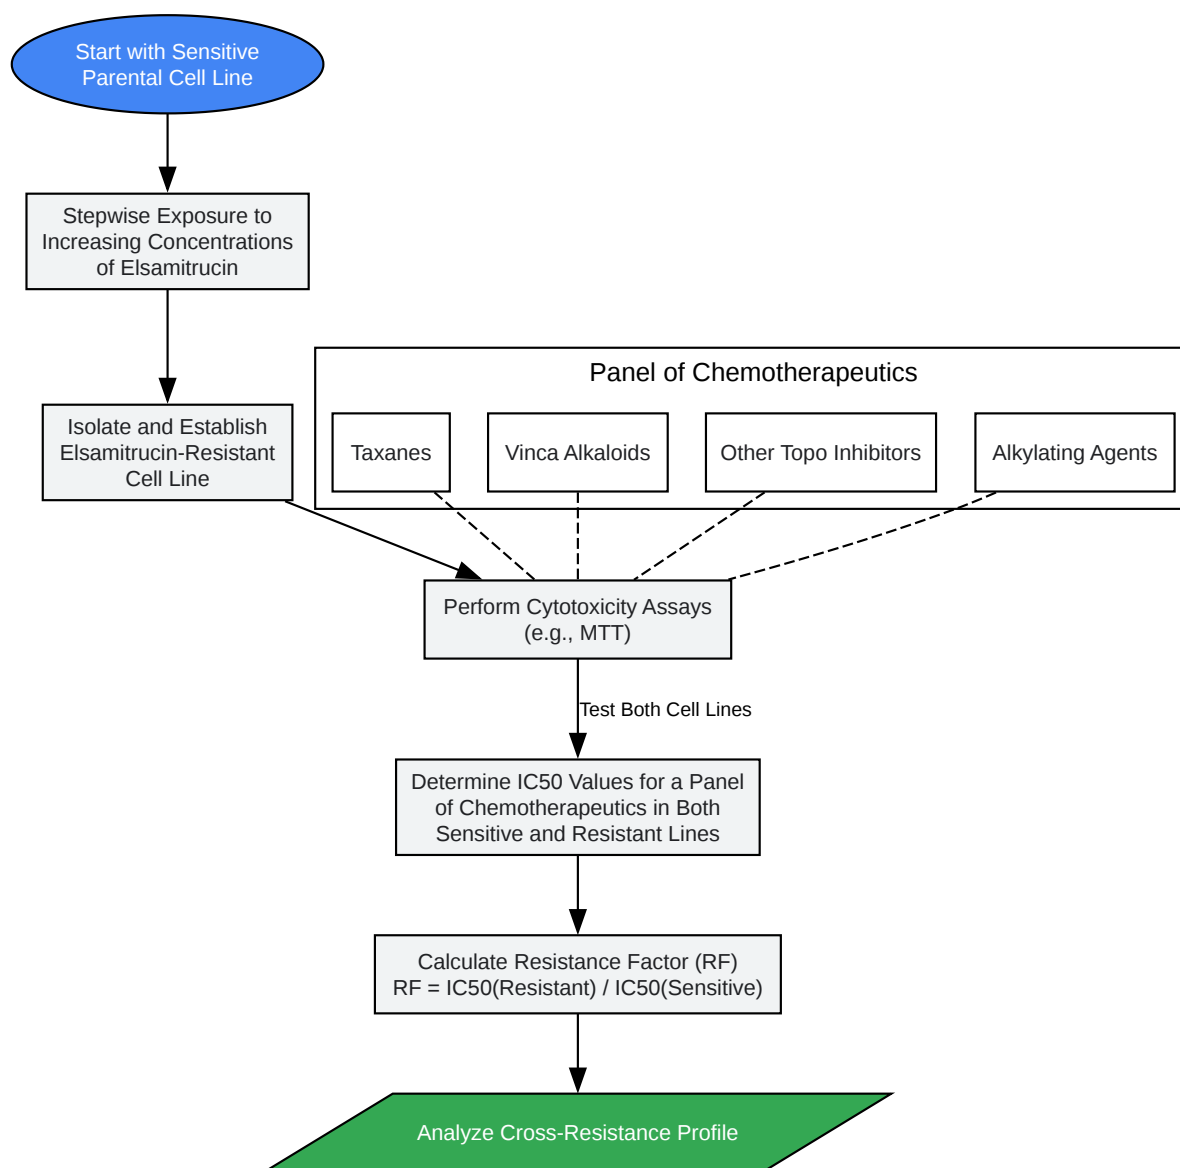 Start with Sensitive
Parental Cell Line
Stepwise Exposure to
Increasing Concentrations
of Elsamitrucin
Isolate and Establish
Elsamitrucin-Resistant
Cell Line
Panel of Chemotherapeutics
Taxanes
Vinca Alkaloids
Other Topo Inhibitors
Alkylating Agents
Perform Cytotoxicity Assays
(e.g., MTT)
Test Both Cell Lines
Determine IC50 Values for a Panel
of Chemotherapeutics in Both
Sensitive and Resistant Lines
Calculate Resistance Factor (RF)
RF = IC50(Resistant) / IC50(Sensitive)
Analyze Cross-Resistance Profile